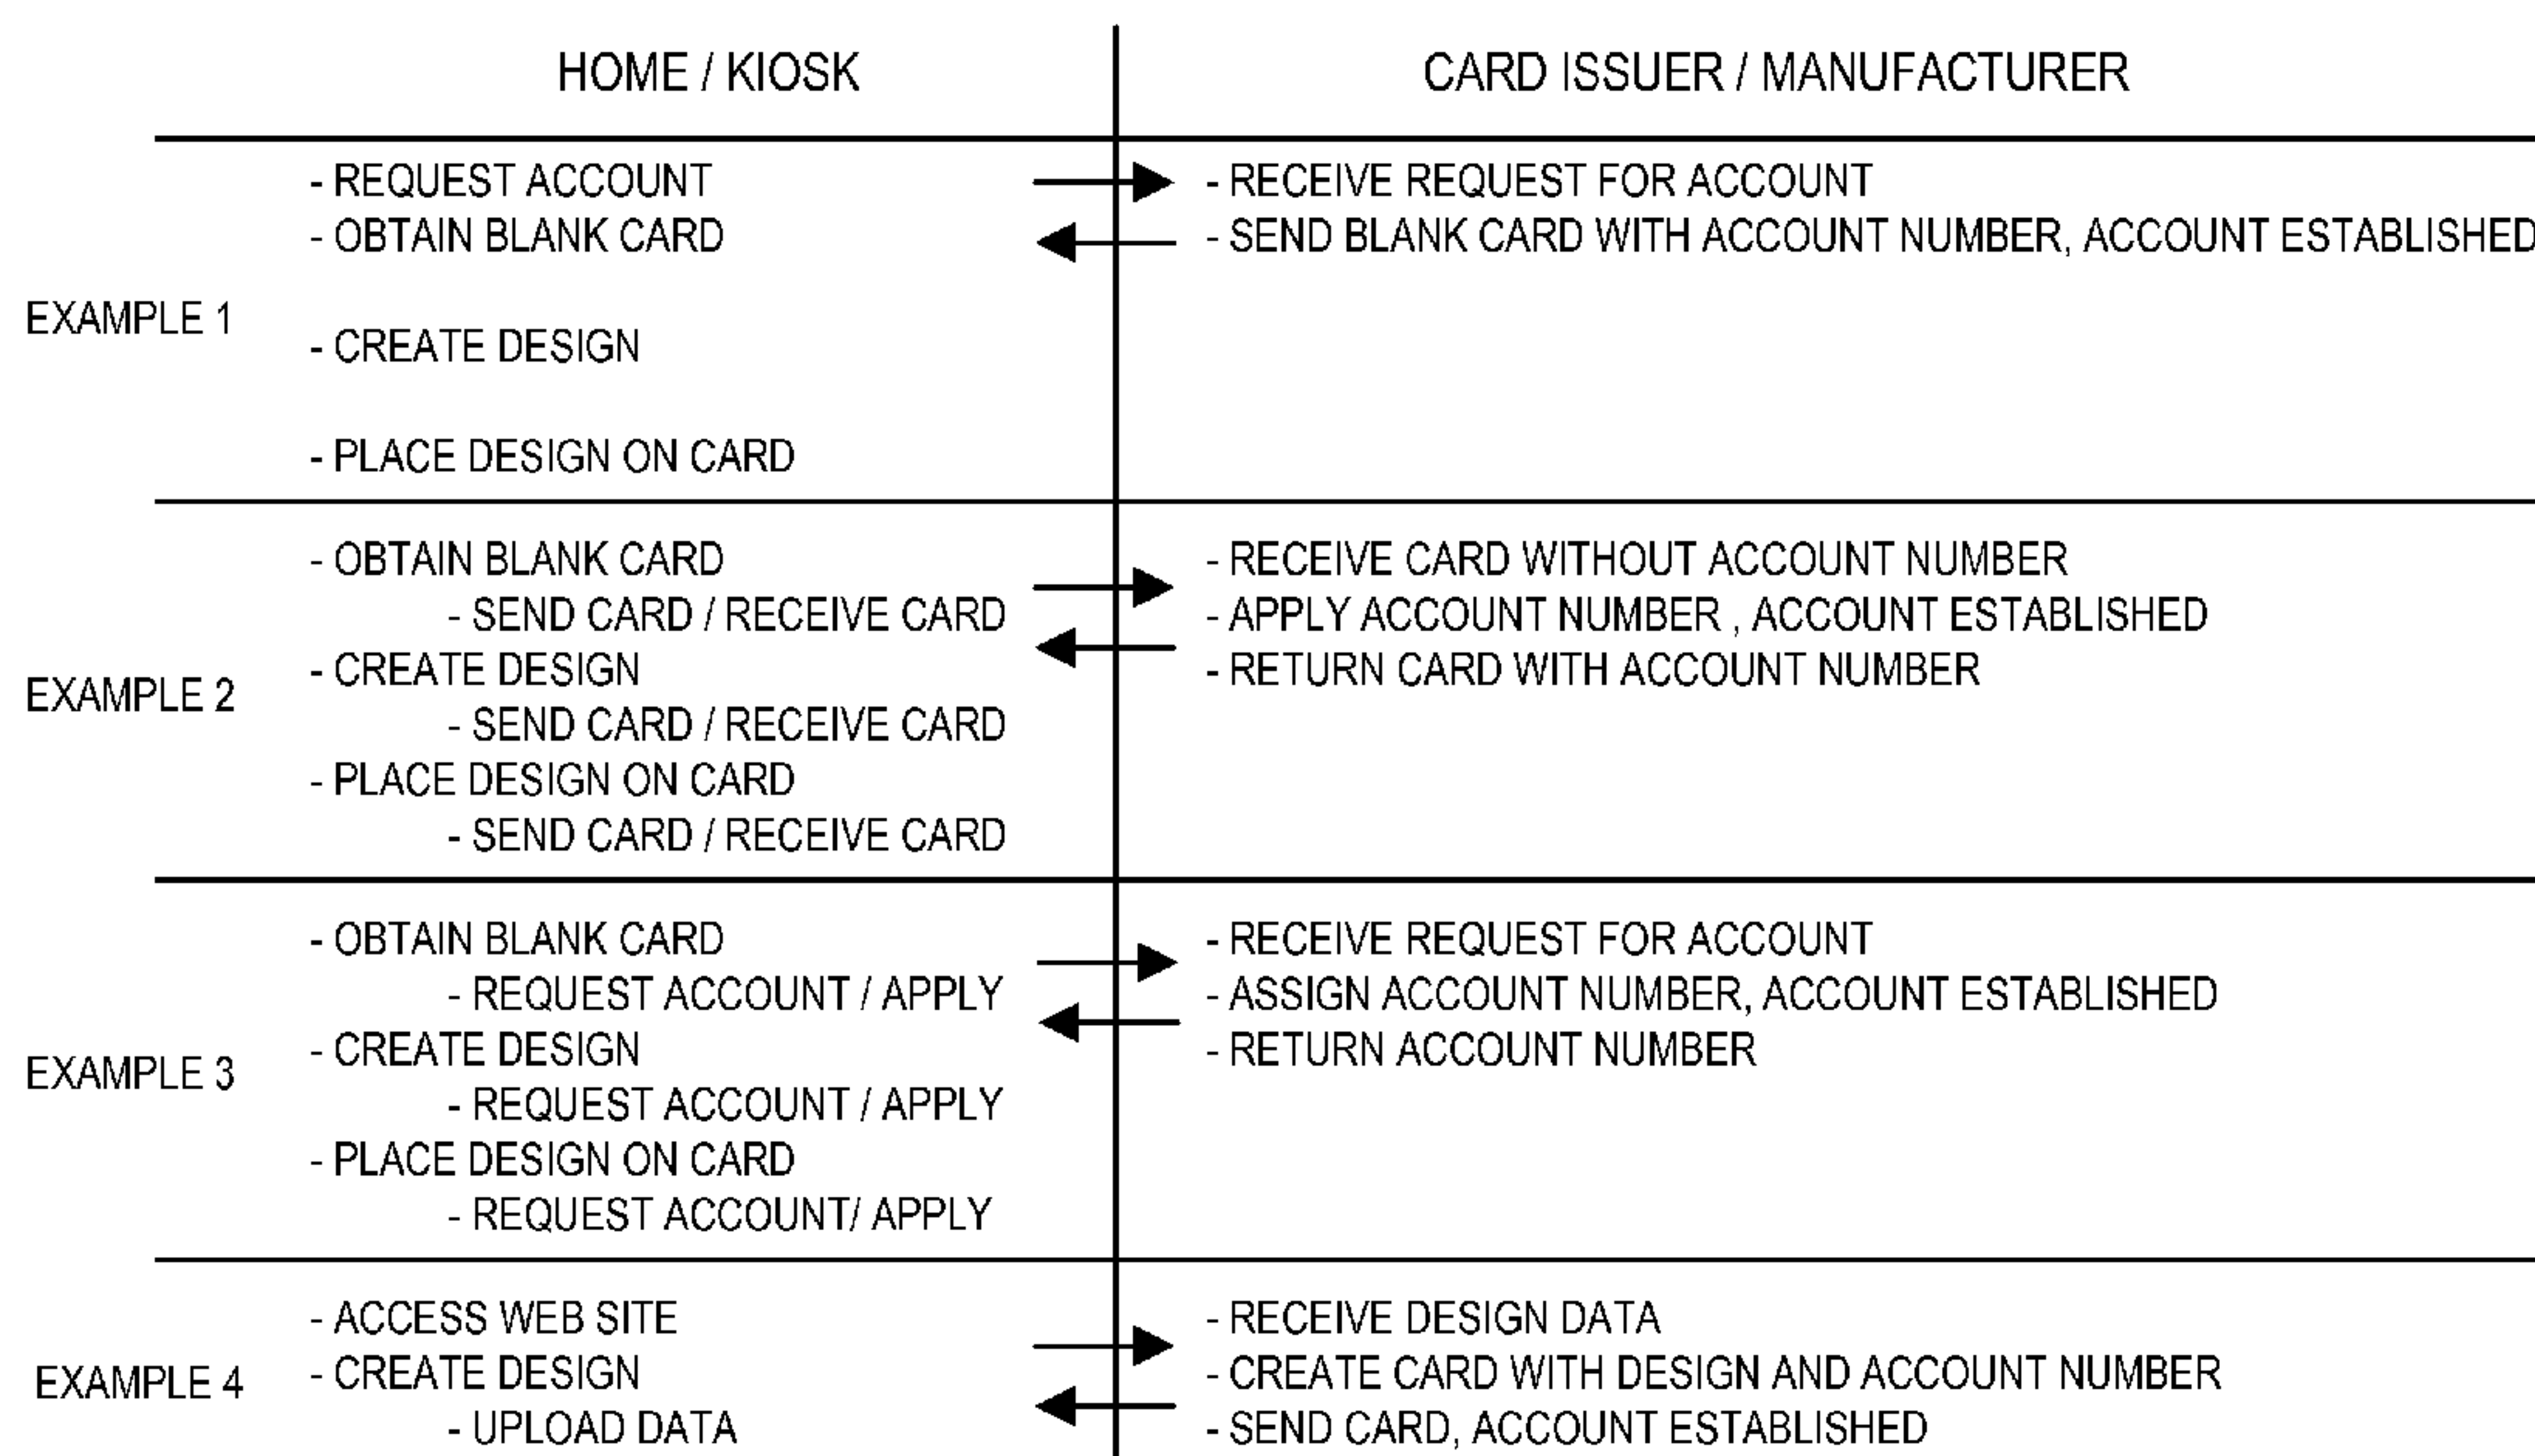 HOME / KIOSK
CARD ISSUER / MANUFACTURER
EXAMPLE 1
- REQUEST ACCOUNT
- OBTAIN BLANK CARD
- CREATE DESIGN
- PLACE DESIGN ON CARD
- RECEIVE REQUEST FOR ACCOUNT
- SEND BLANK CARD WITH ACCOUNT NUMBER, ACCOUNT ESTABLISHED
EXAMPLE 2
- OBTAIN BLANK CARD
- SEND CARD / RECEIVE CARD
- CREATE DESIGN
- SEND CARD / RECEIVE CARD
- PLACE DESIGN ON CARD
- SEND CARD / RECEIVE CARD
- RECEIVE CARD WITHOUT ACCOUNT NUMBER
- APPLY ACCOUNT NUMBER , ACCOUNT ESTABLISHED
- RETURN CARD WITH ACCOUNT NUMBER
EXAMPLE 3
- OBTAIN BLANK CARD
- REQUEST ACCOUNT / APPLY
- CREATE DESIGN
- REQUEST ACCOUNT / APPLY
- PLACE DESIGN ON CARD
- REQUEST ACCOUNT/ APPLY
- RECEIVE REQUEST FOR ACCOUNT
- ASSIGN ACCOUNT NUMBER, ACCOUNT ESTABLISHED
- RETURN ACCOUNT NUMBER
EXAMPLE 4
- ACCESS WEB SITE
- CREATE DESIGN
- UPLOAD DATA
- RECEIVE DESIGN DATA
- CREATE CARD WITH DESIGN AND ACCOUNT NUMBER
- SEND CARD, ACCOUNT ESTABLISHED